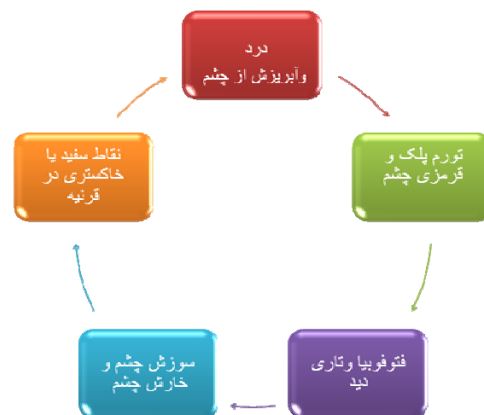 درد
وآبریزش از چشم
تورم پلک و
قرمزی چشم
فتوفوبیا وتاری
دید
سوزش چشم و
خارش چشم
نقاط سفید یا
خاکستری در
قرنیه